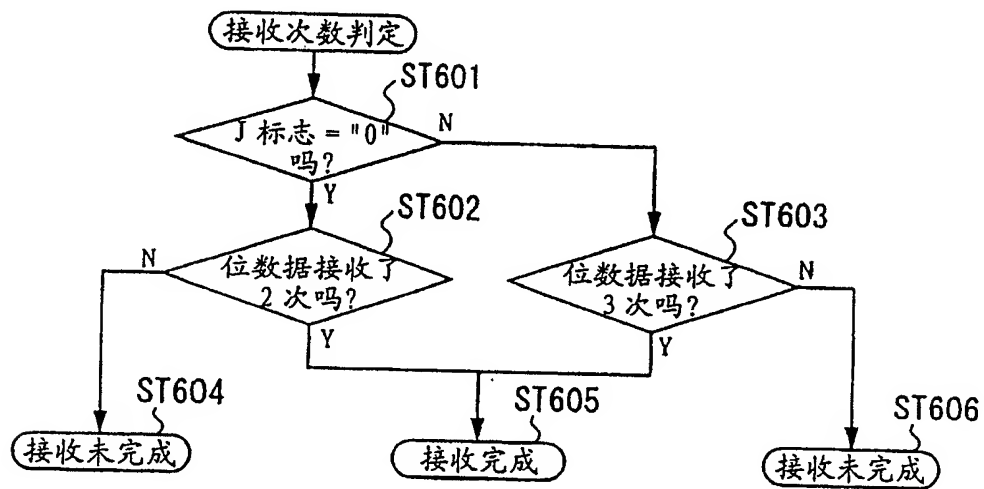 接收次数判定
ST601
J 标志 = "0"
吗?
N
Y
ST602
ST603
位数据接收了
2 次吗?
N
Y
位数据接收了
3 次吗?
N
Y
ST604
ST605
ST606
接收未完成
接收完成
接收未完成